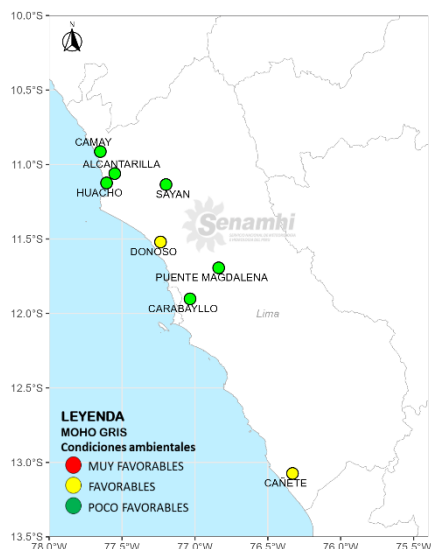 10.0°S
N
10.5°S
CAMAY
11.0°S
ALCANTARILLA
HUACHO
SAYAN
Senamhi
11.5°S
DONOSO
PUENTE MAGDALENA
12.0°S
CARABAYLLO
Lima
12.5°S
LEYENDA
MOHO GRIS
Condiciones ambientales
MUY FAVORABLES
FAVORABLES
POCO FAVORABLES
13.0°S
CAÑETE
13.5°S
78.0°W 77.5°W 77.0°W 76.5°W 76.0°W 75.5°W